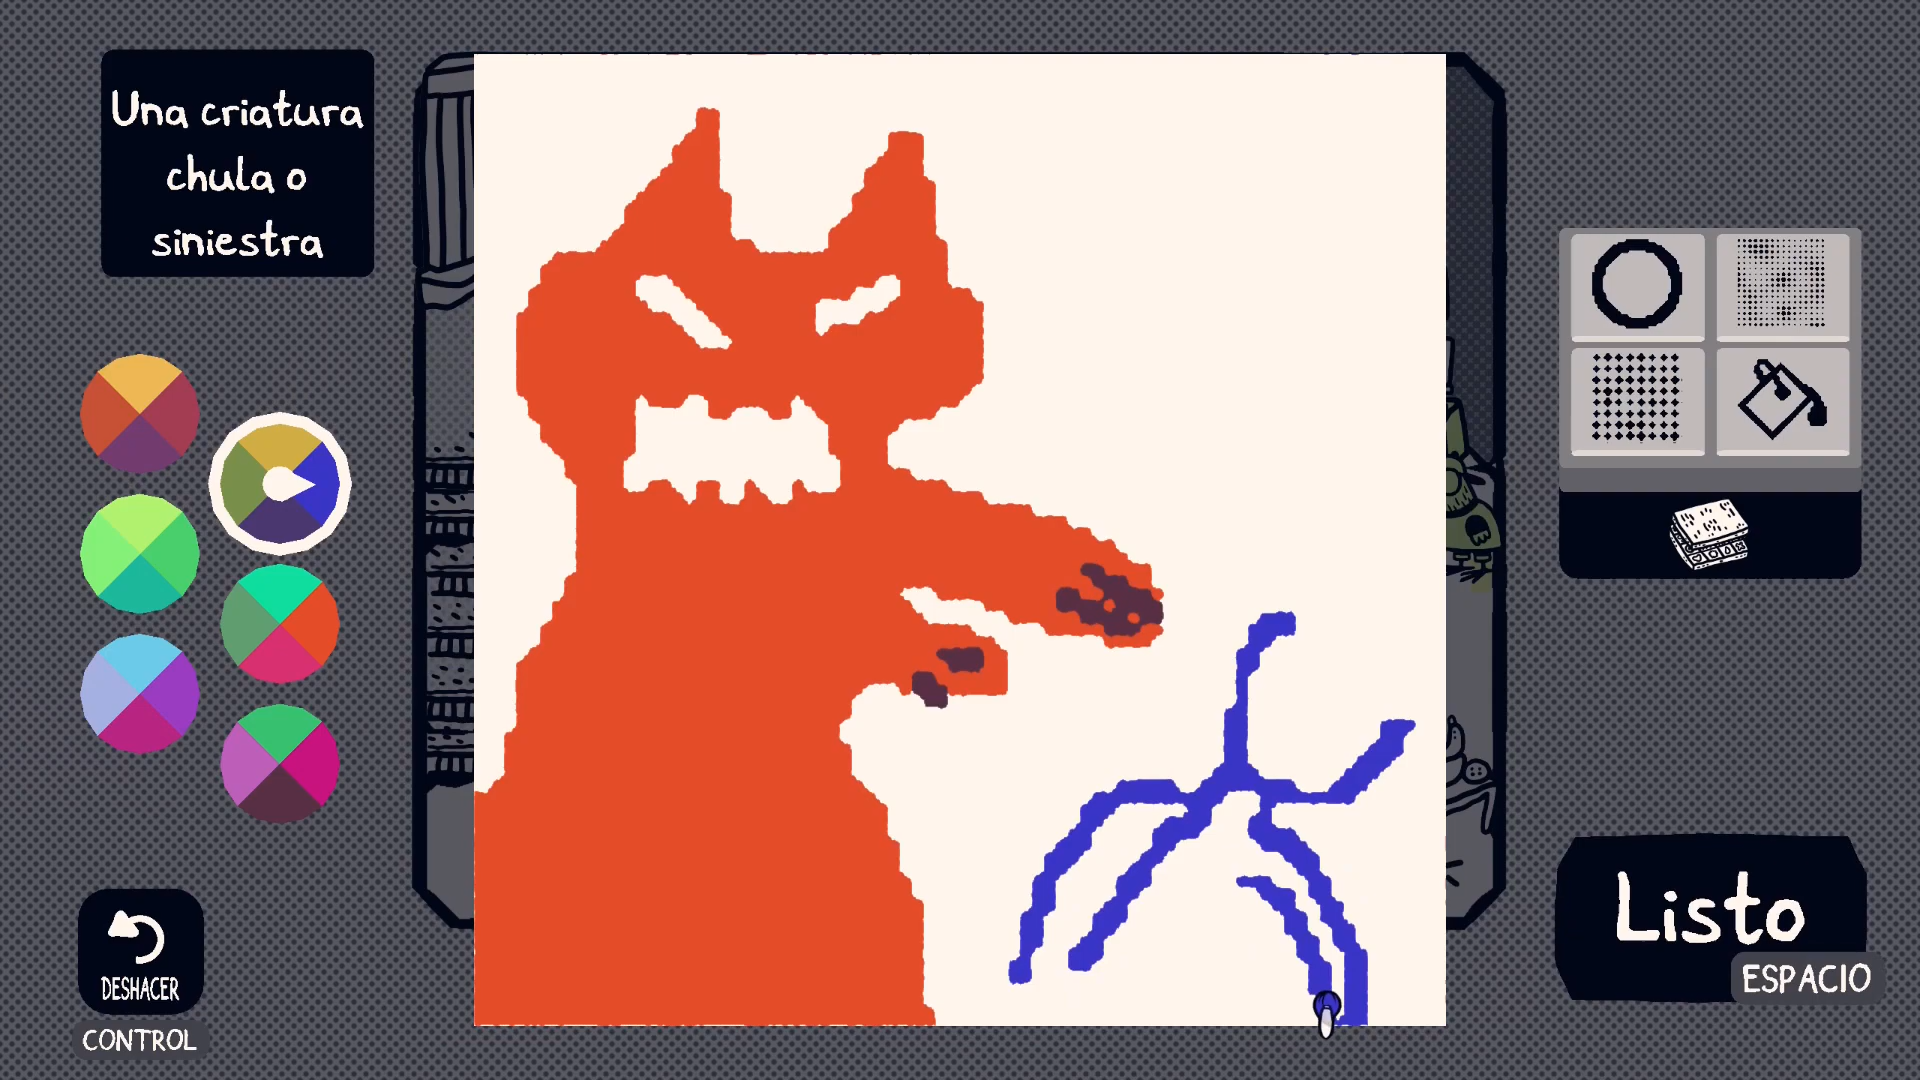 Una criatura
chula o
siniestra
DESHACER
CONTROL
Listo
ESPACIO